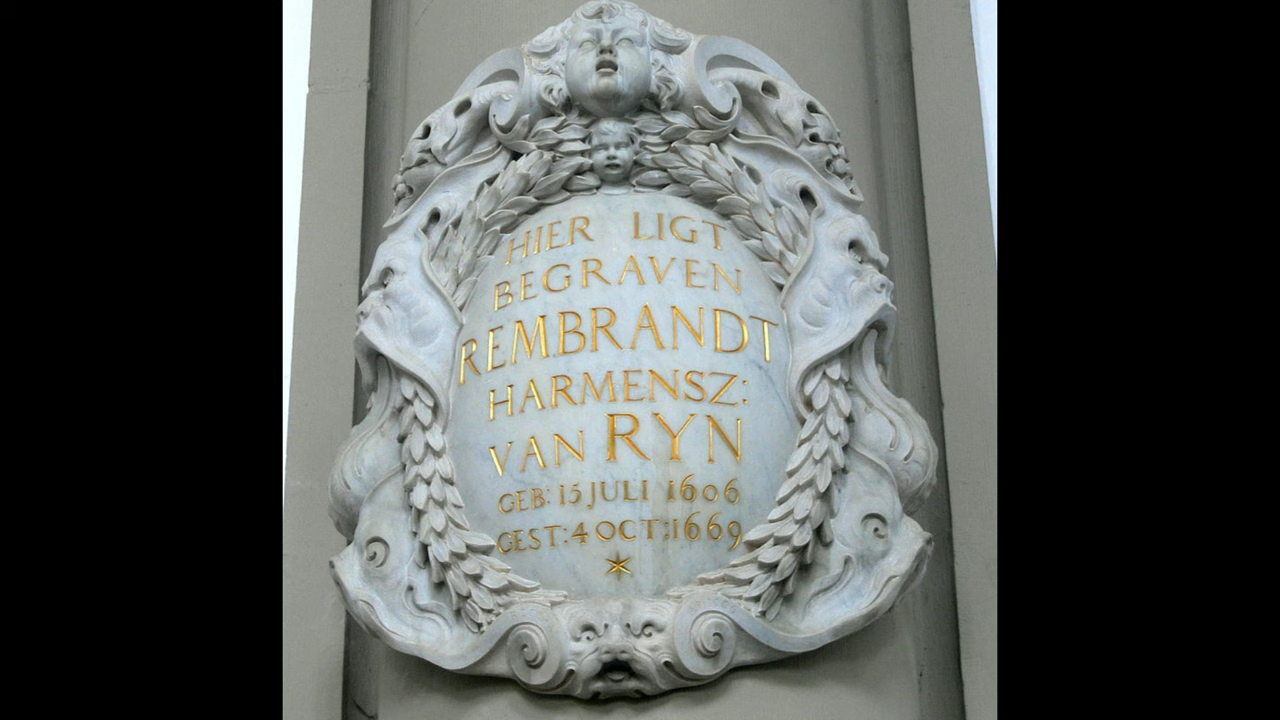 HIER LIGT
BEGRAVEN
REMBRANDT
HARMENSZ:
VAN RYN
GEB: 15 JULI 1606
GEST: 4 OCT: 1669